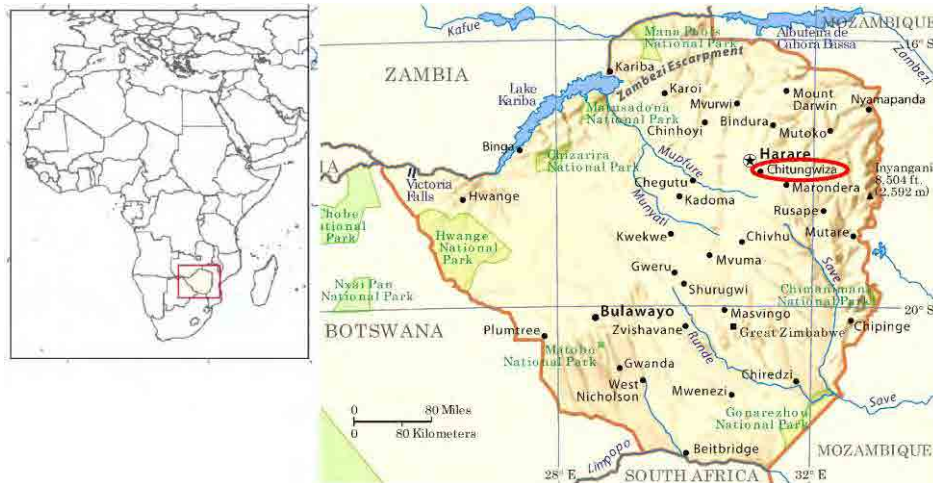 MOZAMBIQUE
Kafue
Mana Pools
National Park
Albufeira de
Cahora Bassa
16° S
ZAMBIA
Kariba
Zambezi Escarpment
Zambezi
Lake
Kariba
Karoi
Mount
Darwin
Mvurwi
Nyamapanda
Matusadona
National Park
Chinhoyi
Bindura
Mutoko
Binga
Chizarira
National Park
Mupfure
Harare
Chitungwiza
Inyangani
8,504 ft.
(2,592 m)
IA
Victoria
Falls
Hwange
Chegutu
Marondera
Kadoma
Chobe
National
Park
Munyati
Rusape
Hwange
National
Park
Kwekwe
Chivhu
Mutare
Mvuma
Save
Gweru
Nxai Pan
National Park
Shurugwi
Chimanimani
National Park
20° S
BOTSWANA
Bulawayo
Masvingo
Plumtree
Zvishavane
Great Zimbabwe
Chipinge
Matobo
National Park
Runde
Gwanda
West
Nicholson
Chiredzi
Mwenezi
Save
0
80 Miles
0
80 Kilometers
Gonarezhou
National Park
Beitbridge
MOZAMBIQUE
Limpopo
28° E
SOUTH AFRICA
32° E